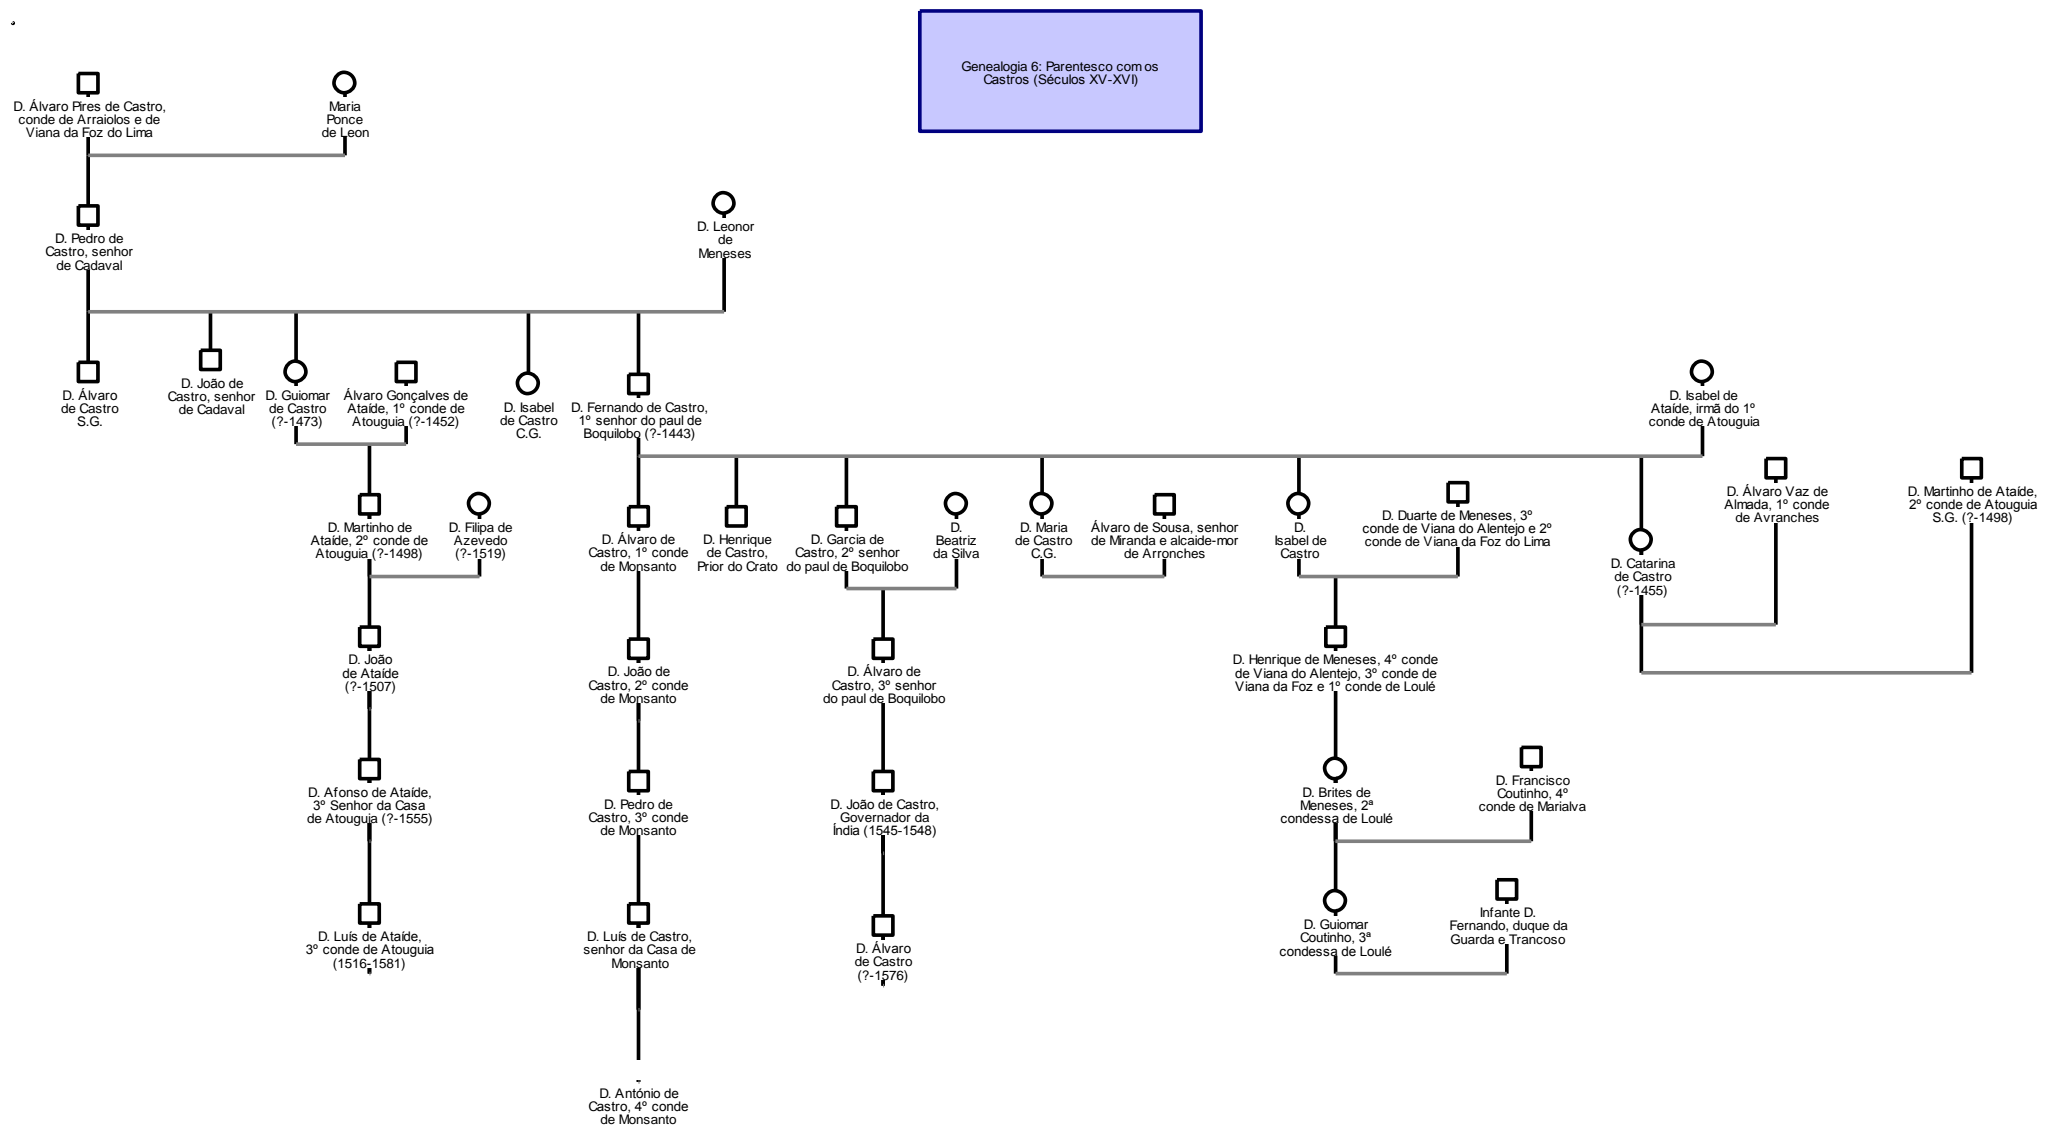 Genealogia 6: Parentesco com os
Castros (Séculos XV-XVI)
D. Álvaro Pires de Castro,
conde de Arraiolos e de
Viana da Foz do Lima
Maria
Ponce
de Leon
D. Pedro de
Castro, senhor
de Cadaval
D. Leonor
de
Meneses
D. Álvaro
de Castro
S.G.
D. João de
Castro, senhor
de Cadaval
D. Guiomar
de Castro
(?-1473)
Álvaro Gonçalves de
Ataíde, 1º conde de
Atouguia (?-1452)
D. Isabel
de Castro
C.G.
D. Fernando de Castro,
1º senhor do paul de
Boquilobo (?-1443)
D. Isabel de
Ataíde, irmã do 1º
conde de Atouguia
D. Martinho de
Ataíde, 2º conde de
Atouguia (?-1498)
D. Filipa de
Azevedo
(?-1519)
D. Álvaro de
Castro, 1º conde
de Monsanto
D. Henrique
de Castro,
Prior do Crato
D. Garcia de
Castro, 2º senhor
do paul de Boquilobo
D.
Beatriz
da Silva
D. Maria
de Castro
C.G.
Álvaro de Sousa, senhor
de Miranda e alcaide-mor
de Arronches
D.
Isabel de
Castro
D. Duarte de Meneses, 3º
conde de Viana do Alentejo e 2º
conde de Viana da Foz do Lima
D. Catarina
de Castro
(?-1455)
D. Álvaro Vaz de
Almada, 1º conde
de Avranches
D. Martinho de Ataíde,
2º conde de Atouguia
S.G. (?-1498)
D. João
de Ataíde
(?-1507)
D. João de
Castro, 2º conde
de Monsanto
D. Álvaro de
Castro, 3º senhor
do paul de Boquilobo
D. Henrique de Meneses, 4º conde
de Viana do Alentejo, 3º conde de
Viana da Foz e 1º conde de Loulé
D. Afonso de Ataíde,
3º Senhor da Casa
de Atouguia (?-1555)
D. Pedro de
Castro, 3º conde
de Monsanto
D. João de Castro,
Governador da
Índia (1545-1548)
D. Brites de
Meneses, 2ª
condessa de Loulé
D. Francisco
Coutinho, 4º
conde de Marialva
D. Luís de Ataíde,
3º conde de Atouguia
(1516-1581)
D. Luís de Castro,
senhor da Casa de
Monsanto
D. Álvaro
de Castro
(?-1576)
D. Guiomar
Coutinho, 3ª
condessa de Loulé
Infante D.
Fernando, duque da
Guarda e Trancoso
D. António de
Castro, 4º conde
de Monsanto